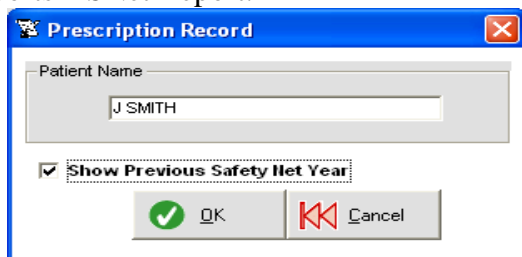 Prescription Record
Patient Name
J SMITH
Show Previous Safety Net Year
OK
Cancel